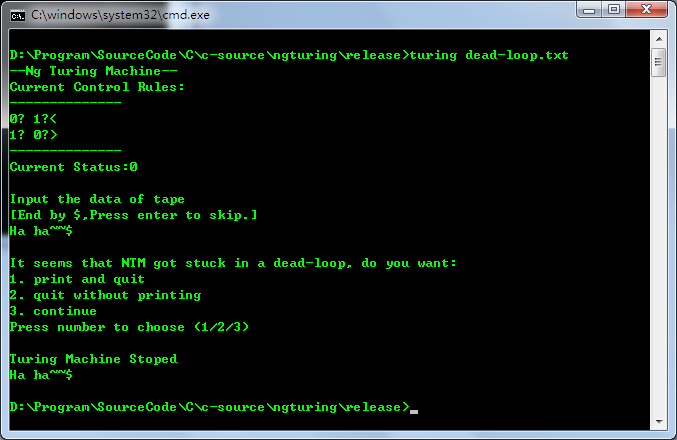 C:\windows\system32\cmd.exe
D:\Program\SourceCode\C\c-source\ngturing\release>turing dead-loop.txt
--Ng Turing Machine--
Current Control Rules:
--------------
0? 1?<
1? 0?>
--------------
Current Status:0
Input the data of tape
[End by $,Press enter to skip.]
Ha ha~~$
It seems that NTM got stuck in a dead-loop, do you want:
1. print and quit
2. quit without printing
3. continue
Press number to choose (1/2/3)
Turing Machine Stoped
Ha ha~~$
D:\Program\SourceCode\C\c-source\ngturing\release>